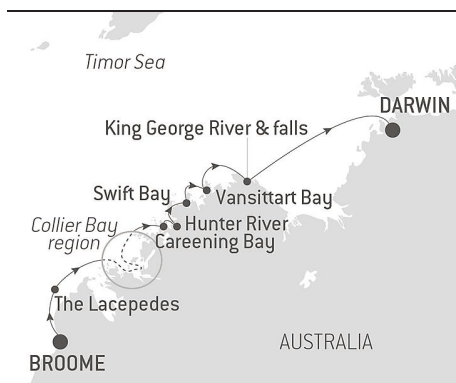 Timor Sea
DARWIN
King George River & falls
Swift Bay
Vansittart Bay
Collier Bay
region
Hunter River
Careening Bay
The Lacepedes
AUSTRALIA
BROOME